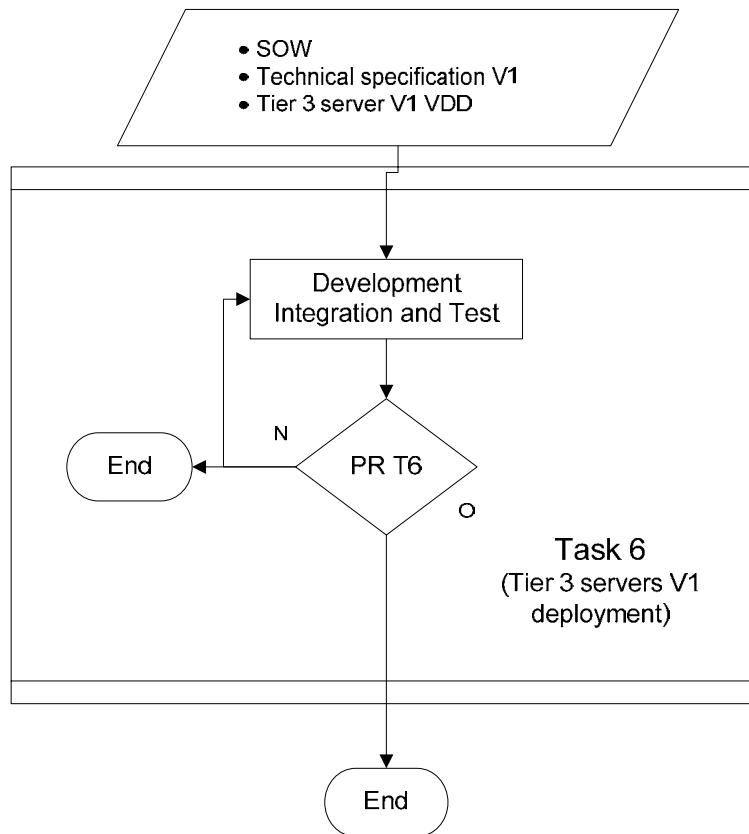 • SOW
• Technical specification V1
• Tier 3 server V1 VDD
Development
Integration and Test
N
End
PR T6
O
Task 6
(Tier 3 servers V1
deployment)
End